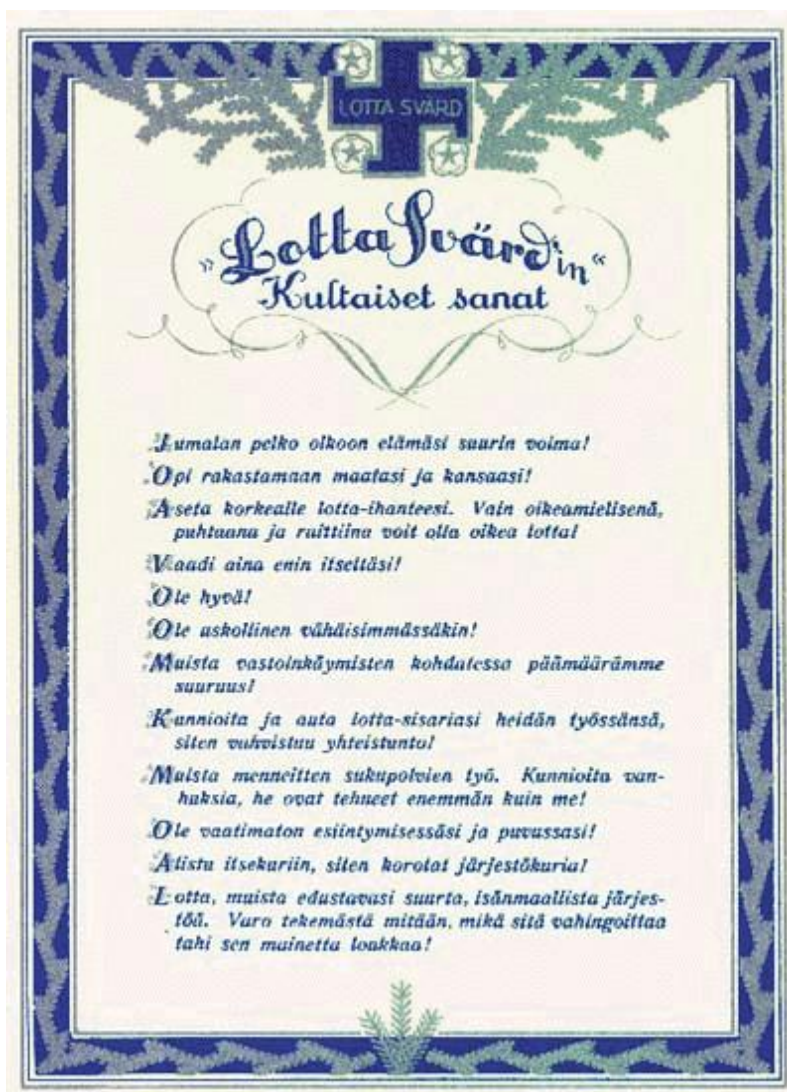 LOTTA SVÄRD
„Lotta Svärd'in“
Kultaiset sanat
Jumalan pelko olkoon elämäsi suurin voima!
Opi rakastamaan maatasi ja kansaasi!
Aseta korkealle lotta-ihanteesi. Vain oikeamielisenä,
puhtaana ja raittiina voit olla oikea lotta!
Vaadi aina enin itseltäsi!
Ole hyvä!
Ole uskollinen vähäisimmässäkin!
Muista vastoinkäymisten kohdatessa päämäärämme
suuruus!
Kunnioita ja auta lotta-sisariasi heidän työssänsä,
siten vahvistuu yhteistunto!
Muista menneitten sukupolvien työ. Kunnioita van-
huksia, he ovat tehneet enemmän kuin me!
Ole vaatimaton esiintymisessäsi ja puvussasi!
Alistu itsekuriin, siten korotat järjestökuria!
Lotta, muista edustavasi suurta, isänmaallista järjes-
töä. Varo tekemästä mitään, mikä sitä vahingoittaa
tahi sen mainetta loukkaa!